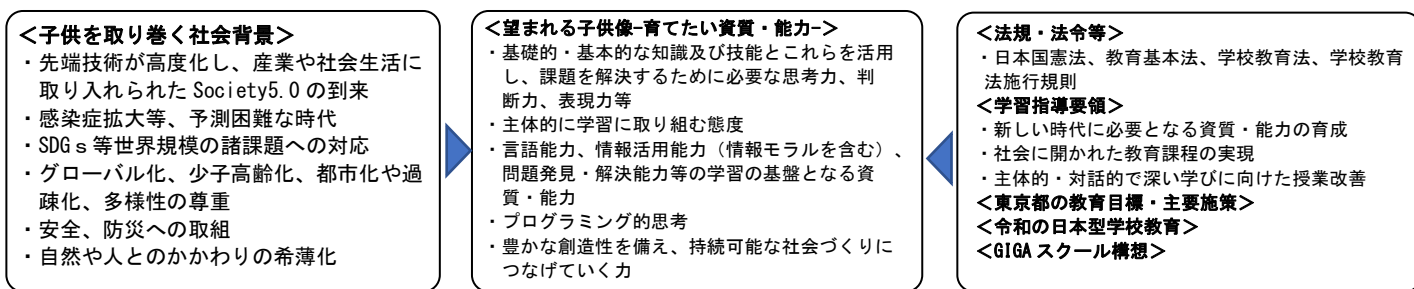 <子供を取り巻く社会背景>
・先端技術が高度化し、産業や社会生活に
取り入れられた Society5.0 の到来
・感染症拡大等、予測困難な時代
・SDGs等世界規模の諸課題への対応
・グローバル化、少子高齢化、都市化や過
疎化、多様性の尊重
・安全、防災への取組
・自然や人とのかかわりの希薄化
<望まれる子供像-育てたい資質・能力->
・基礎的・基本的な知識及び技能とこれらを活用
し、課題を解決するために必要な思考力、判
断力、表現力等
・主体的に学習に取り組む態度
・言語能力、情報活用能力（情報モラルを含む）、
問題発見・解決能力等の学習の基盤となる資
質・能力
・プログラミング的思考
・豊かな創造性を備え、持続可能な社会づくりに
つなげていく力
<法規・法令等>
・日本国憲法、教育基本法、学校教育法、学校教育
法施行規則
<学習指導要領>
・新しい時代に必要となる資質・能力の育成
・社会に開かれた教育課程の実現
・主体的・対話的で深い学びに向けた授業改善
<東京都の教育目標・主要施策>
<令和の日本型学校教育>
<GIGAスクール構想>